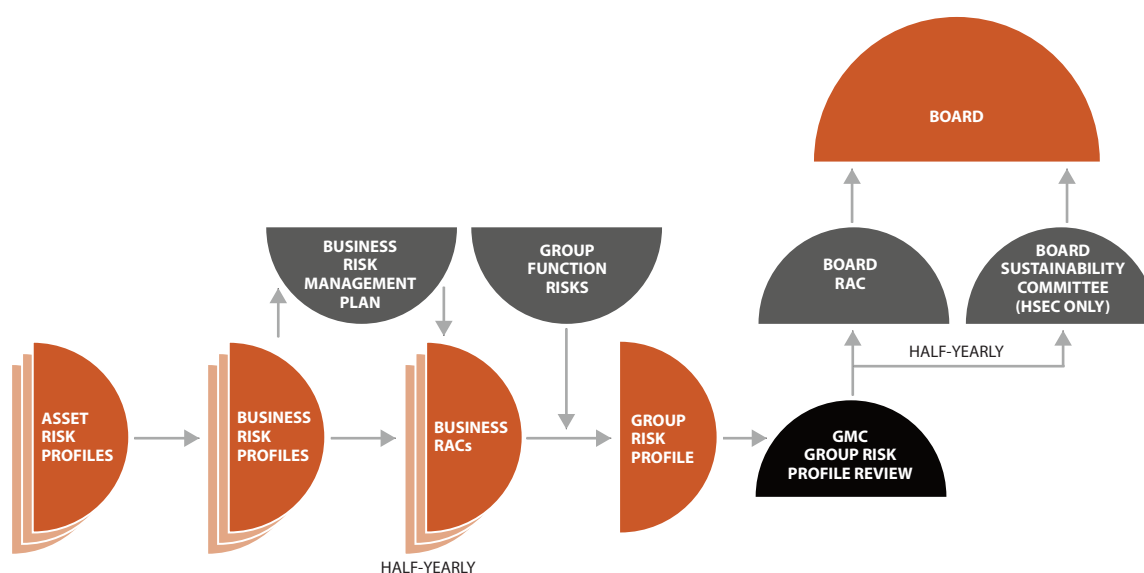 BOARD
BUSINESS
RISK
MANAGEMENT
PLAN
GROUP
FUNCTION
RISKS
BOARD
RAC
BOARD
SUSTAINABILITY
COMMITTEE
(HSEC ONLY)
HALF-YEARLY
ASSET
RISK
PROFILES
BUSINESS
RISK
PROFILES
BUSINESS
RACs
GROUP
RISK
PROFILE
GMC
GROUP RISK
PROFILE REVIEW
HALF-YEARLY